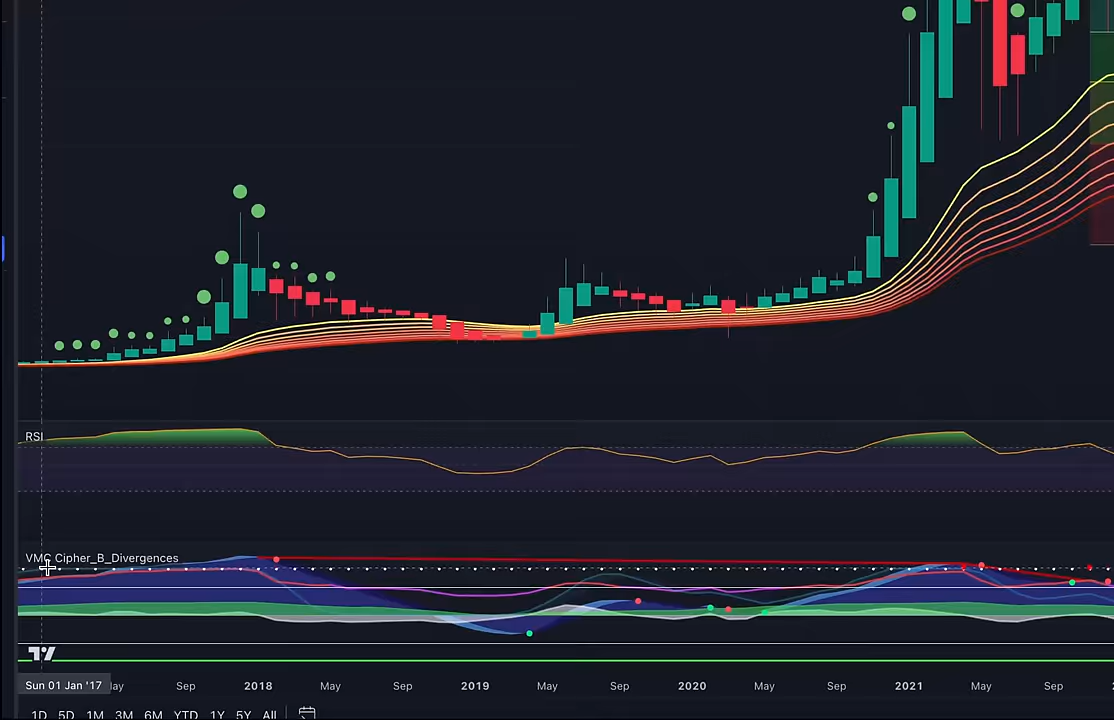 RSI
VMC Cipher_B_Divergences
Sun 01 Jan '17 Sep 2018 May Sep 2019 May Sep 2020 May Sep 2021 May Sep
1D 5D 1M 3M 6M YTD 1Y 5Y All